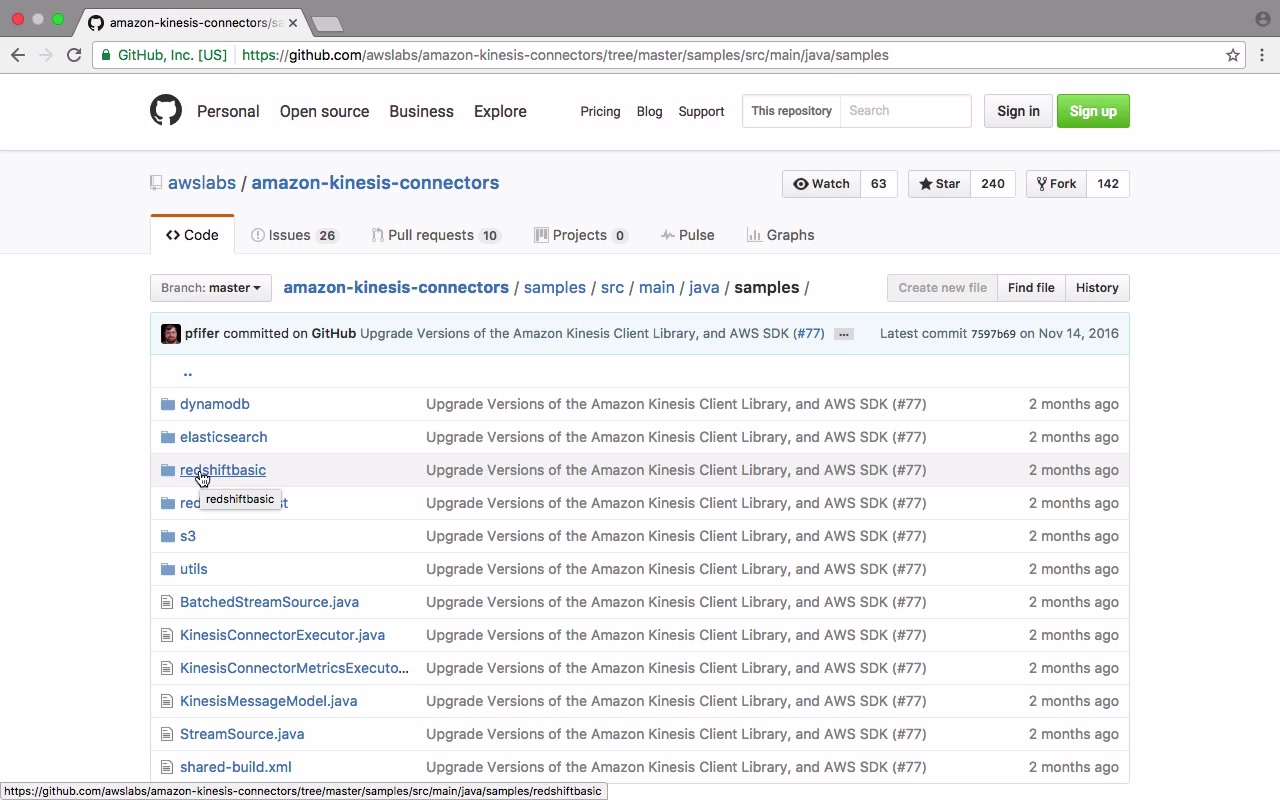 amazon-kinesis-connectors/sa
GitHub, Inc. [US] https://github.com/awslabs/amazon-kinesis-connectors/tree/master/samples/src/main/java/samples
Personal Open source Business Explore Pricing Blog Support This repository Search Sign in Sign up
awslabs / amazon-kinesis-connectors Watch 63 Star 240 Fork 142
Code Issues 26 Pull requests 10 Projects 0 Pulse Graphs
Branch: master amazon-kinesis-connectors / samples / src / main / java / samples / Create new file Find file History
pfifer committed on GitHub Upgrade Versions of the Amazon Kinesis Client Library, and AWS SDK (#77) ... Latest commit 7597b69 on Nov 14, 2016
..
dynamodb Upgrade Versions of the Amazon Kinesis Client Library, and AWS SDK (#77) 2 months ago
elasticsearch Upgrade Versions of the Amazon Kinesis Client Library, and AWS SDK (#77) 2 months ago
redshiftbasic Upgrade Versions of the Amazon Kinesis Client Library, and AWS SDK (#77) 2 months ago
redshiftbasic
Upgrade Versions of the Amazon Kinesis Client Library, and AWS SDK (#77) 2 months ago
s3 Upgrade Versions of the Amazon Kinesis Client Library, and AWS SDK (#77) 2 months ago
utils Upgrade Versions of the Amazon Kinesis Client Library, and AWS SDK (#77) 2 months ago
BatchedStreamSource.java Upgrade Versions of the Amazon Kinesis Client Library, and AWS SDK (#77) 2 months ago
KinesisConnectorExecutor.java Upgrade Versions of the Amazon Kinesis Client Library, and AWS SDK (#77) 2 months ago
KinesisConnectorMetricsExecuto... Upgrade Versions of the Amazon Kinesis Client Library, and AWS SDK (#77) 2 months ago
KinesisMessageModel.java Upgrade Versions of the Amazon Kinesis Client Library, and AWS SDK (#77) 2 months ago
StreamSource.java Upgrade Versions of the Amazon Kinesis Client Library, and AWS SDK (#77) 2 months ago
shared-build.xml Upgrade Versions of the Amazon Kinesis Client Library, and AWS SDK (#77) 2 months ago
https://github.com/awslabs/amazon-kinesis-connectors/tree/master/samples/src/main/java/samples/redshiftbasic